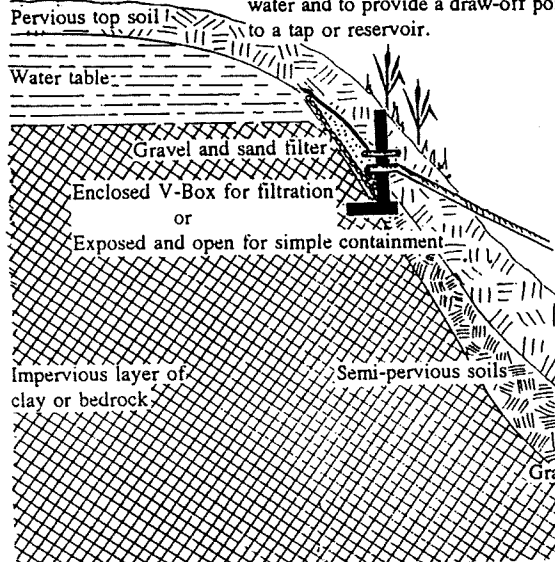 water and to provide a draw-off po
to a tap or reservoir.
Pervious top soil
Water table
Gravel and sand filter
Enclosed V-Box for filtration
or
Exposed and open for simple containment
Impervious layer of
clay or bedrock
Semi-pervious soils
Gra